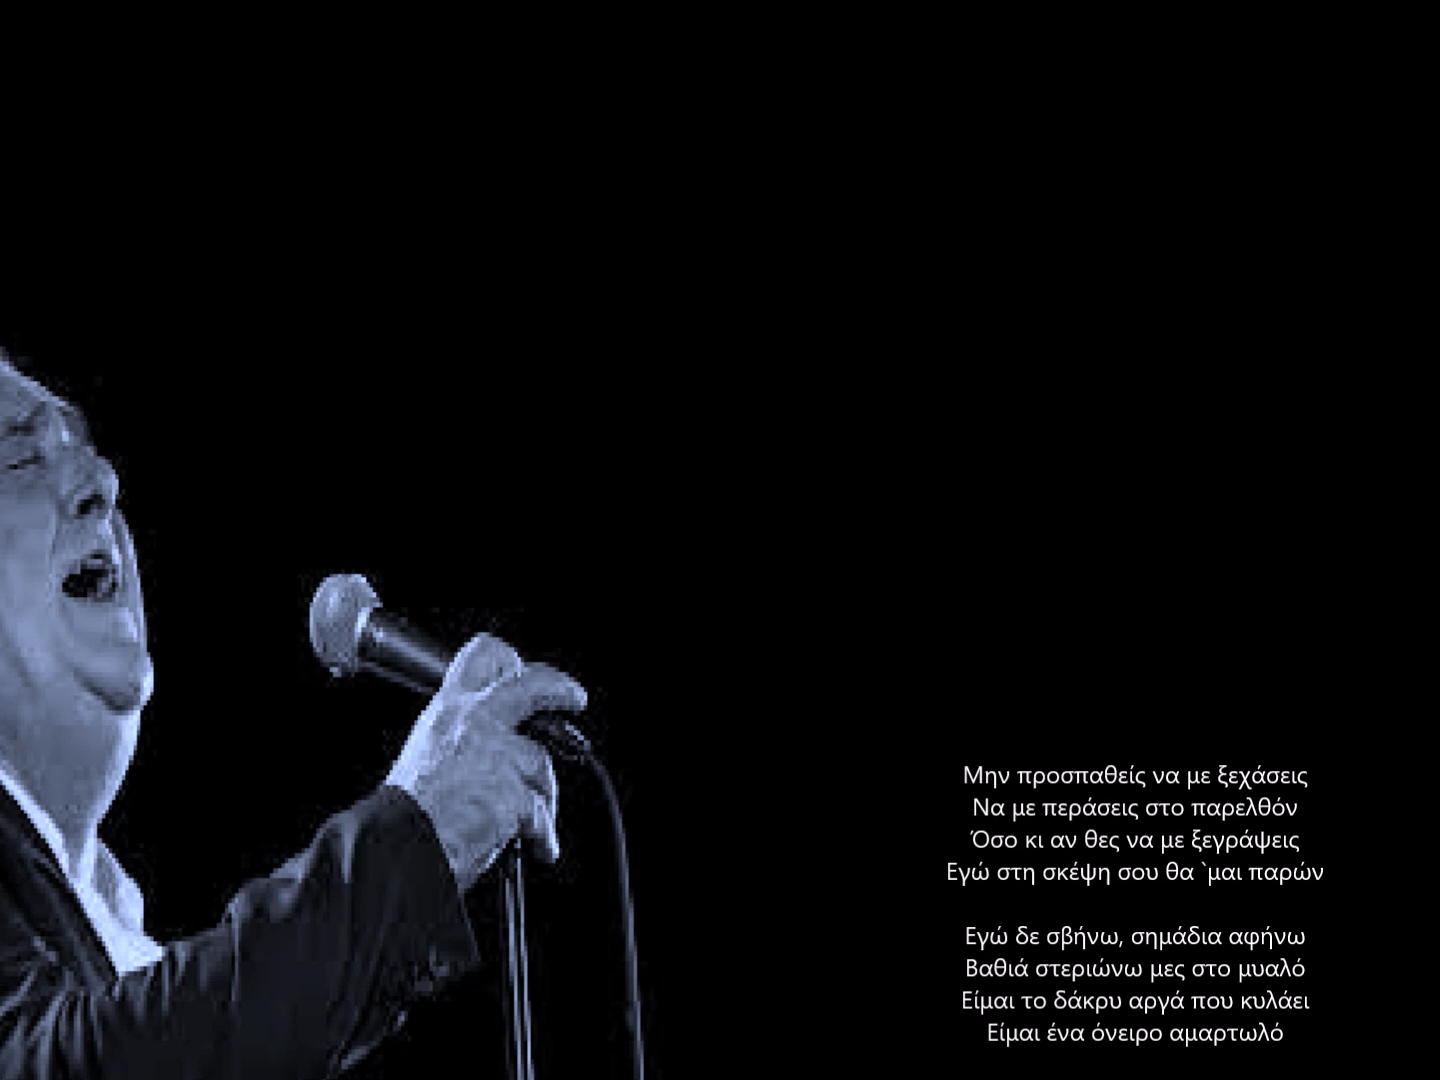 Μην προσπαθείς να με ξεχάσεις
Να με περάσεις στο παρελθόν
Όσο κι αν θες να με ξεγράψεις
Εγώ στη σκέψη σου θα `μαι παρών
Εγώ δε σβήνω, σημάδια αφήνω
Βαθιά στεριώνω μες στο μυαλό
Είμαι το δάκρυ αργά που κυλάει
Είμαι ένα όνειρο αμαρτωλό